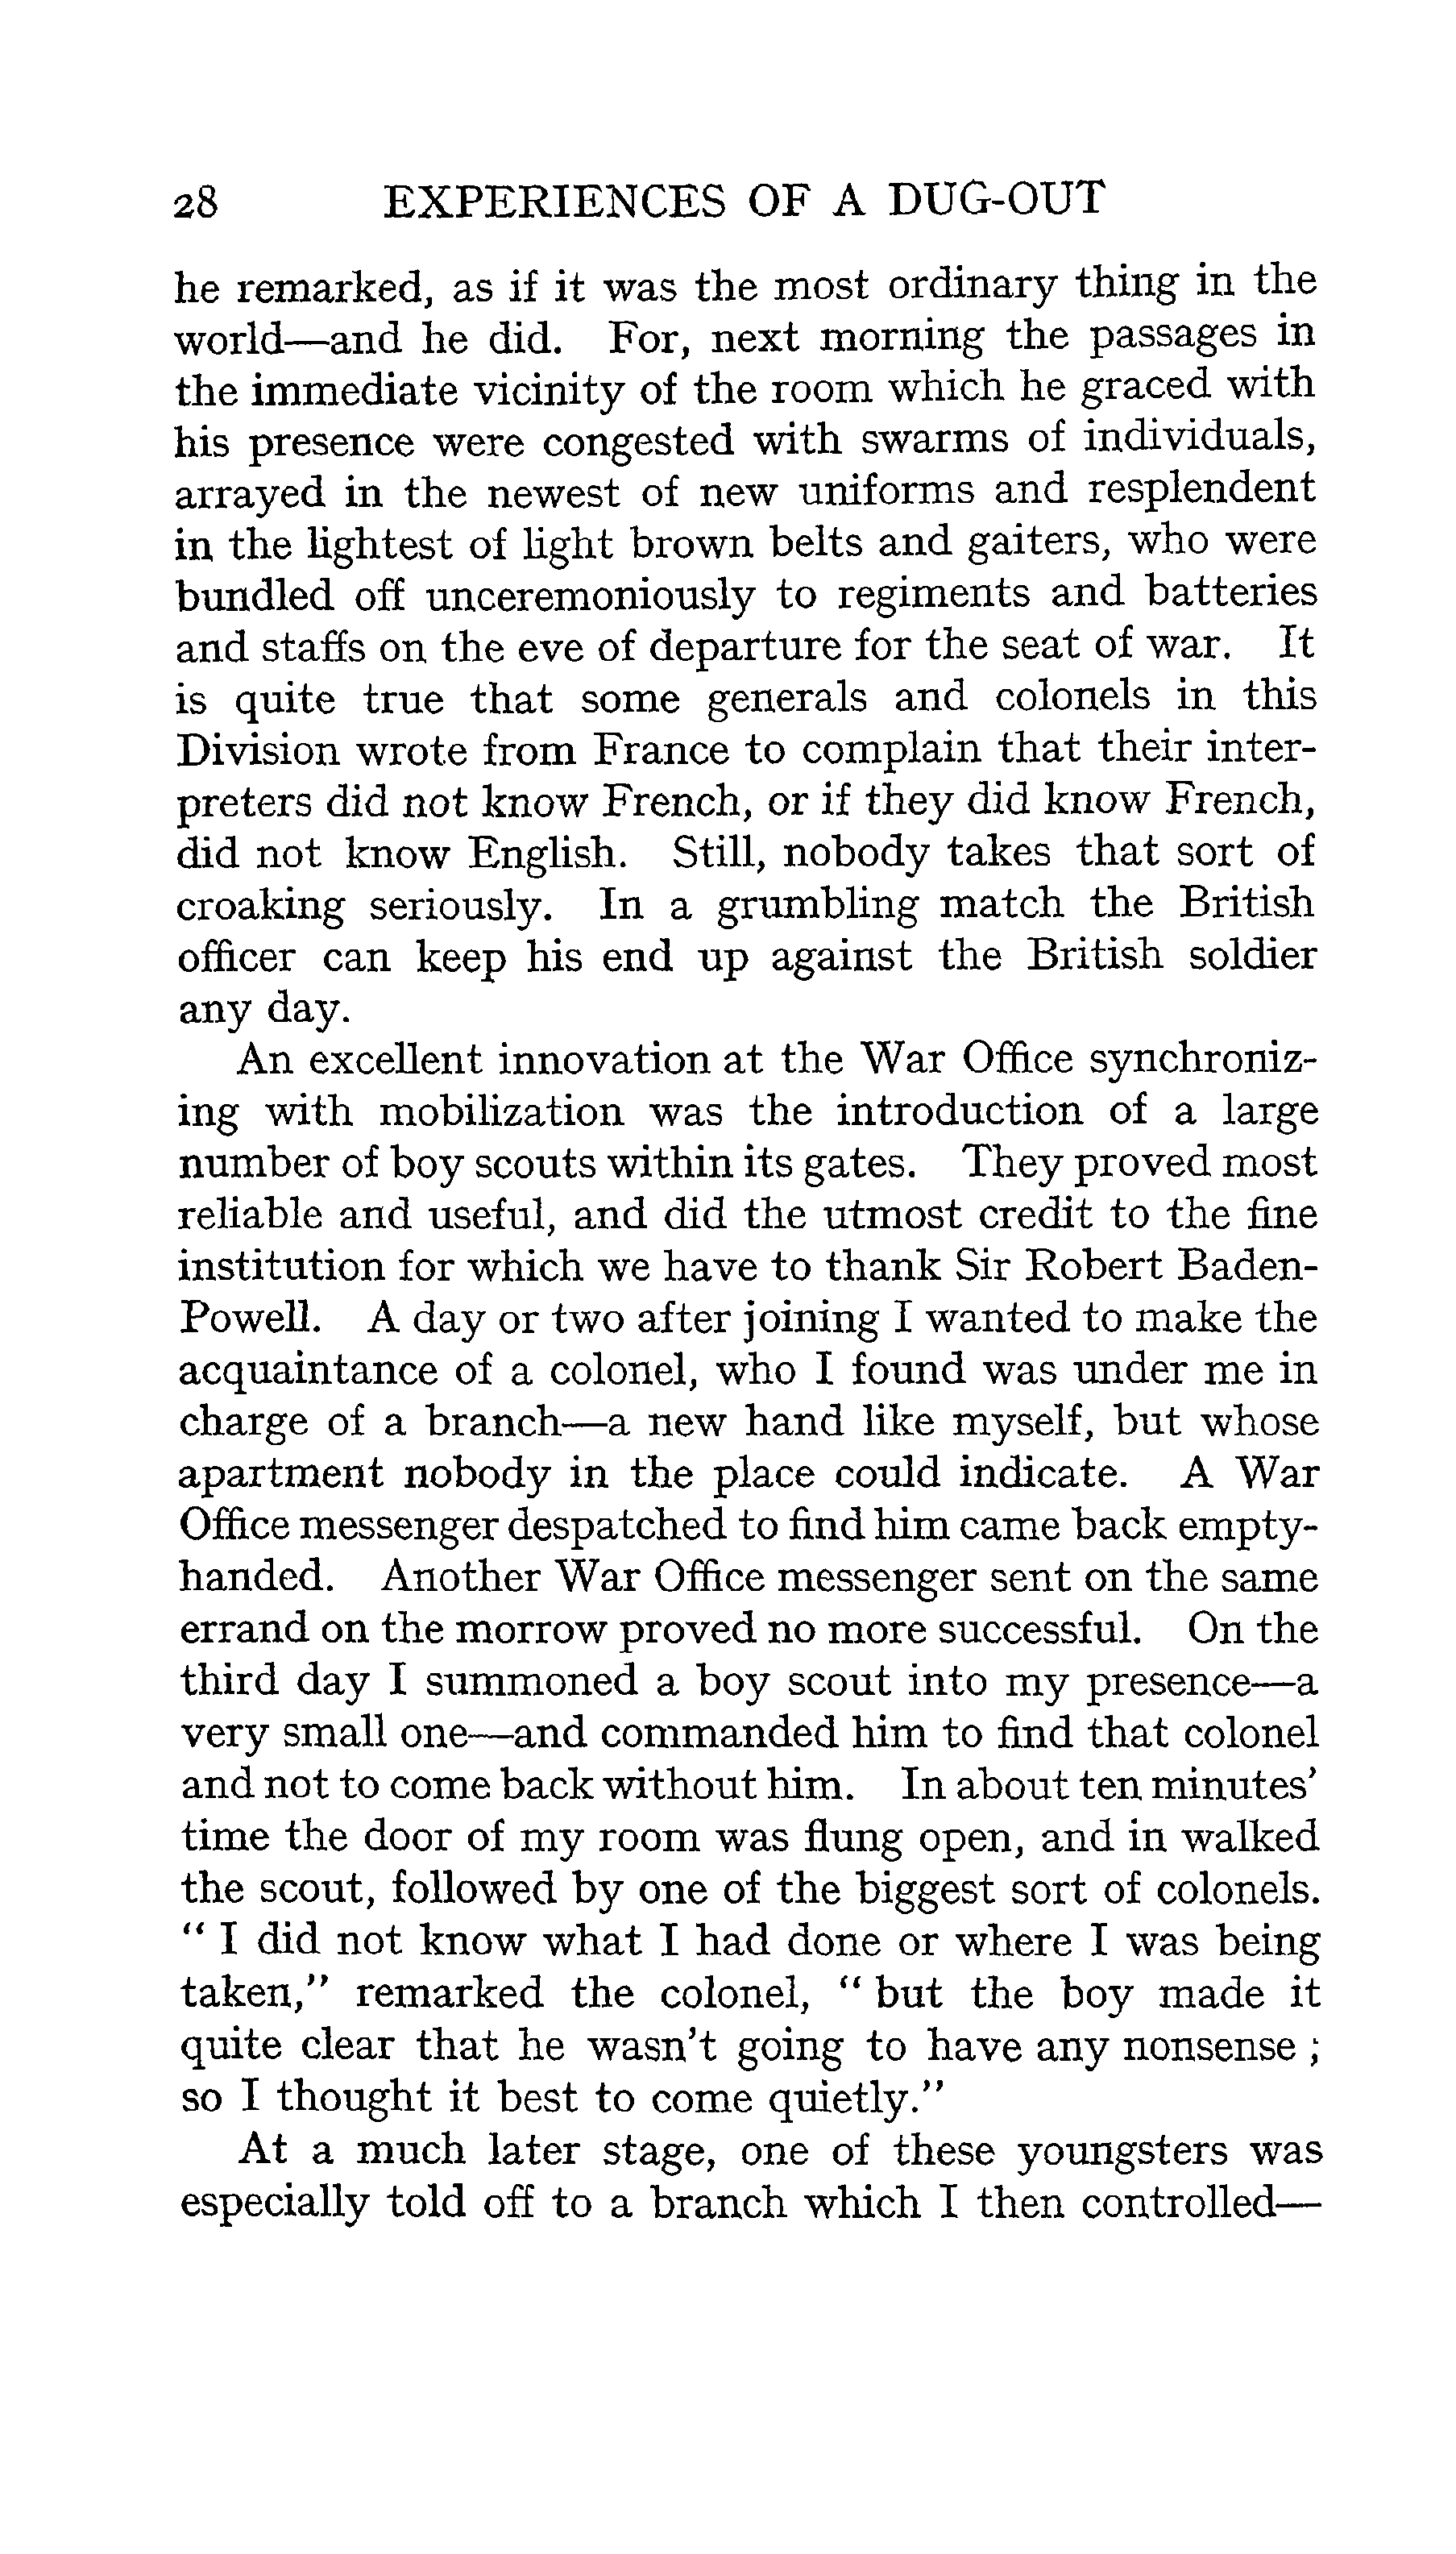 28 EXPERIENCES OF A DUG-OUT
he remarked, as if it was the most ordinary thing in the
world—and he did. For, next morning the passages in
the immediate vicinity of the room which he graced with
his presence were congested with swarms of individuals,
arrayed in the newest of new uniforms and resplendent
in the lightest of light brown belts and gaiters, who were
bundled off unceremoniously to regiments and batteries
and staffs on the eve of departure for the seat of war. It
is quite true that some generals and colonels in this
Division wrote from France to complain that their inter-
preters did not know French, or if they did know French,
did not know English. Still, nobody takes that sort of
croaking seriously. In a grumbling match the British
officer can keep his end up against the British soldier
any day.
An excellent innovation at the War Office synchroniz-
ing with mobilization was the introduction of a large
number of boy scouts within its gates. They proved most
reliable and useful, and did the utmost credit to the fine
institution for which we have to thank Sir Robert Baden-
Powell. A day or two after joining I wanted to make the
acquaintance of a colonel, who I found was under me in
charge of a branch—a new hand like myself, but whose
apartment nobody in the place could indicate. A War
Office messenger despatched to find him came back empty-
handed. Another War Office messenger sent on the same
errand on the morrow proved no more successful. On the
third day I summoned a boy scout into my presence—a
very small one—and commanded him to find that colonel
and not to come back without him. In about ten minutes'
time the door of my room was flung open, and in walked
the scout, followed by one of the biggest sort of colonels.
" I did not know what I had done or where I was being
taken," remarked the colonel, " but the boy made it
quite clear that he wasn't going to have any nonsense ;
so I thought it best to come quietly."
At a much later stage, one of these youngsters was
especially told off to a branch which I then controlled—